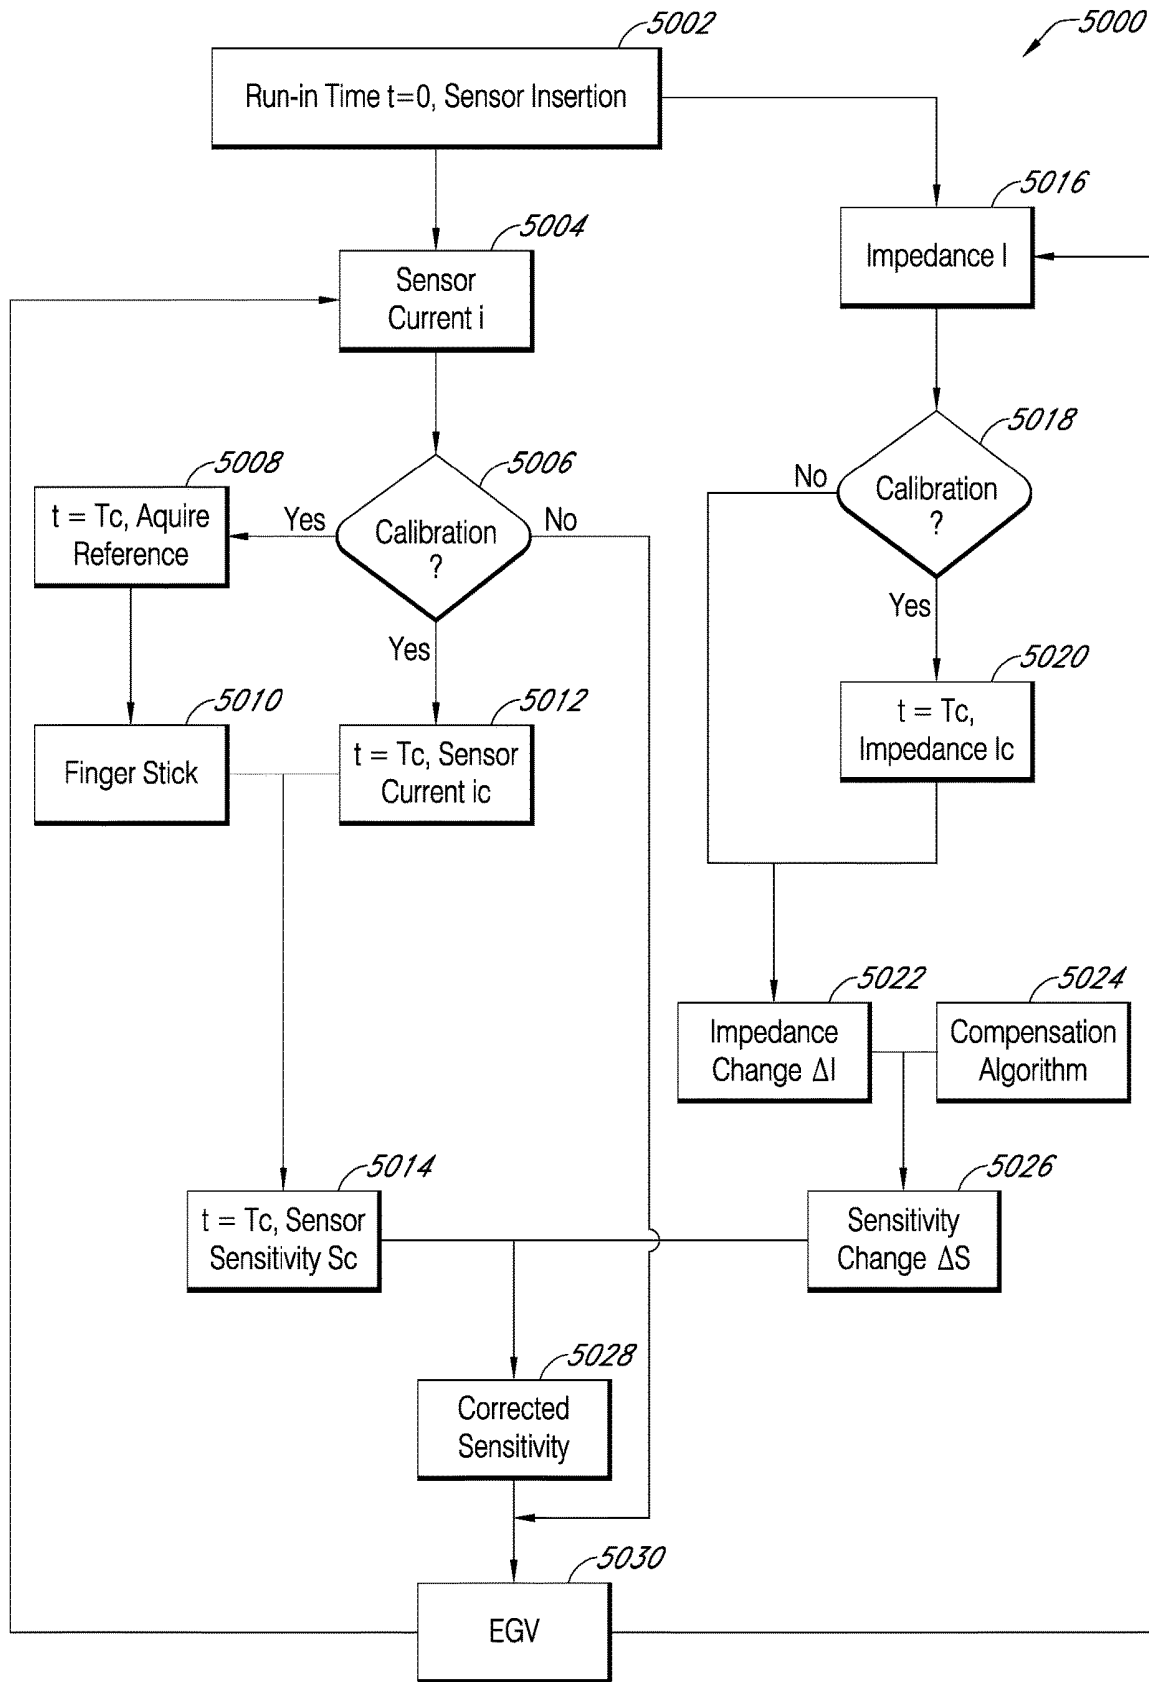 5000
5002
Run-in Time t=0, Sensor Insertion
5016
Impedance I
5004
Sensor
Current i
5018
Calibration
?
No
Yes
5006
Calibration
?
Yes
No
Yes
5008
t = Tc, Aquire
Reference
5020
t = Tc,
Impedance Ic
5010
Finger Stick
5012
t = Tc, Sensor
Current ic
5022
Impedance
Change ΔI
5024
Compensation
Algorithm
5014
t = Tc, Sensor
Sensitivity Sc
5026
Sensitivity
Change ΔS
5028
Corrected
Sensitivity
5030
EGV